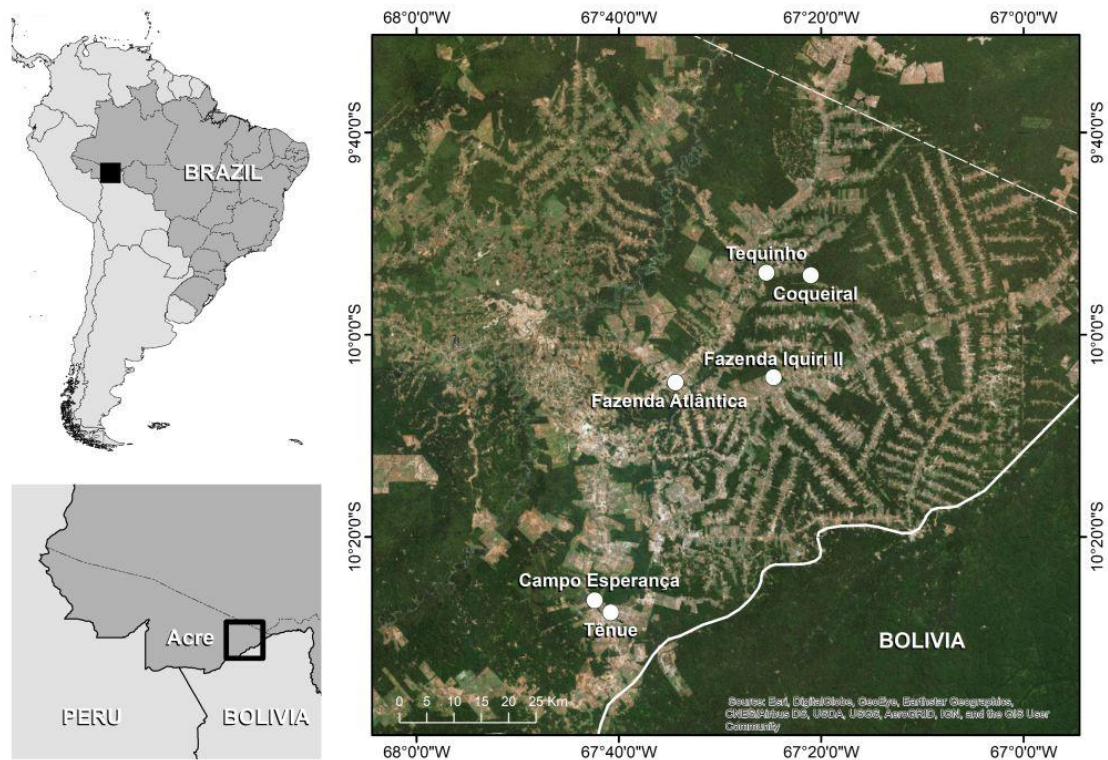 BRAZIL
Acre
PERU
BOLIVIA
68°0'0"W
67°40'0"W
67°20'0"W
67°0'0"W
9°40'0"S
10°0'0"S
10°20'0"S
9°40'0"S
10°0'0"S
10°20'0"S
Tequinho
Coqueiral
Fazenda Iquiri II
Fazenda Atlântica
Campo Esperança
Tënue
BOLIVIA
0 5 10 15 20 25 Km
Source: Esri, DigitalGlobe, GeoEye, Earthstar Geographics,
CNES/Airbus DS, USDA, USGS, AeroGRID, IGN, and the GIS User
Community
68°0'0"W
67°40'0"W
67°20'0"W
67°0'0"W